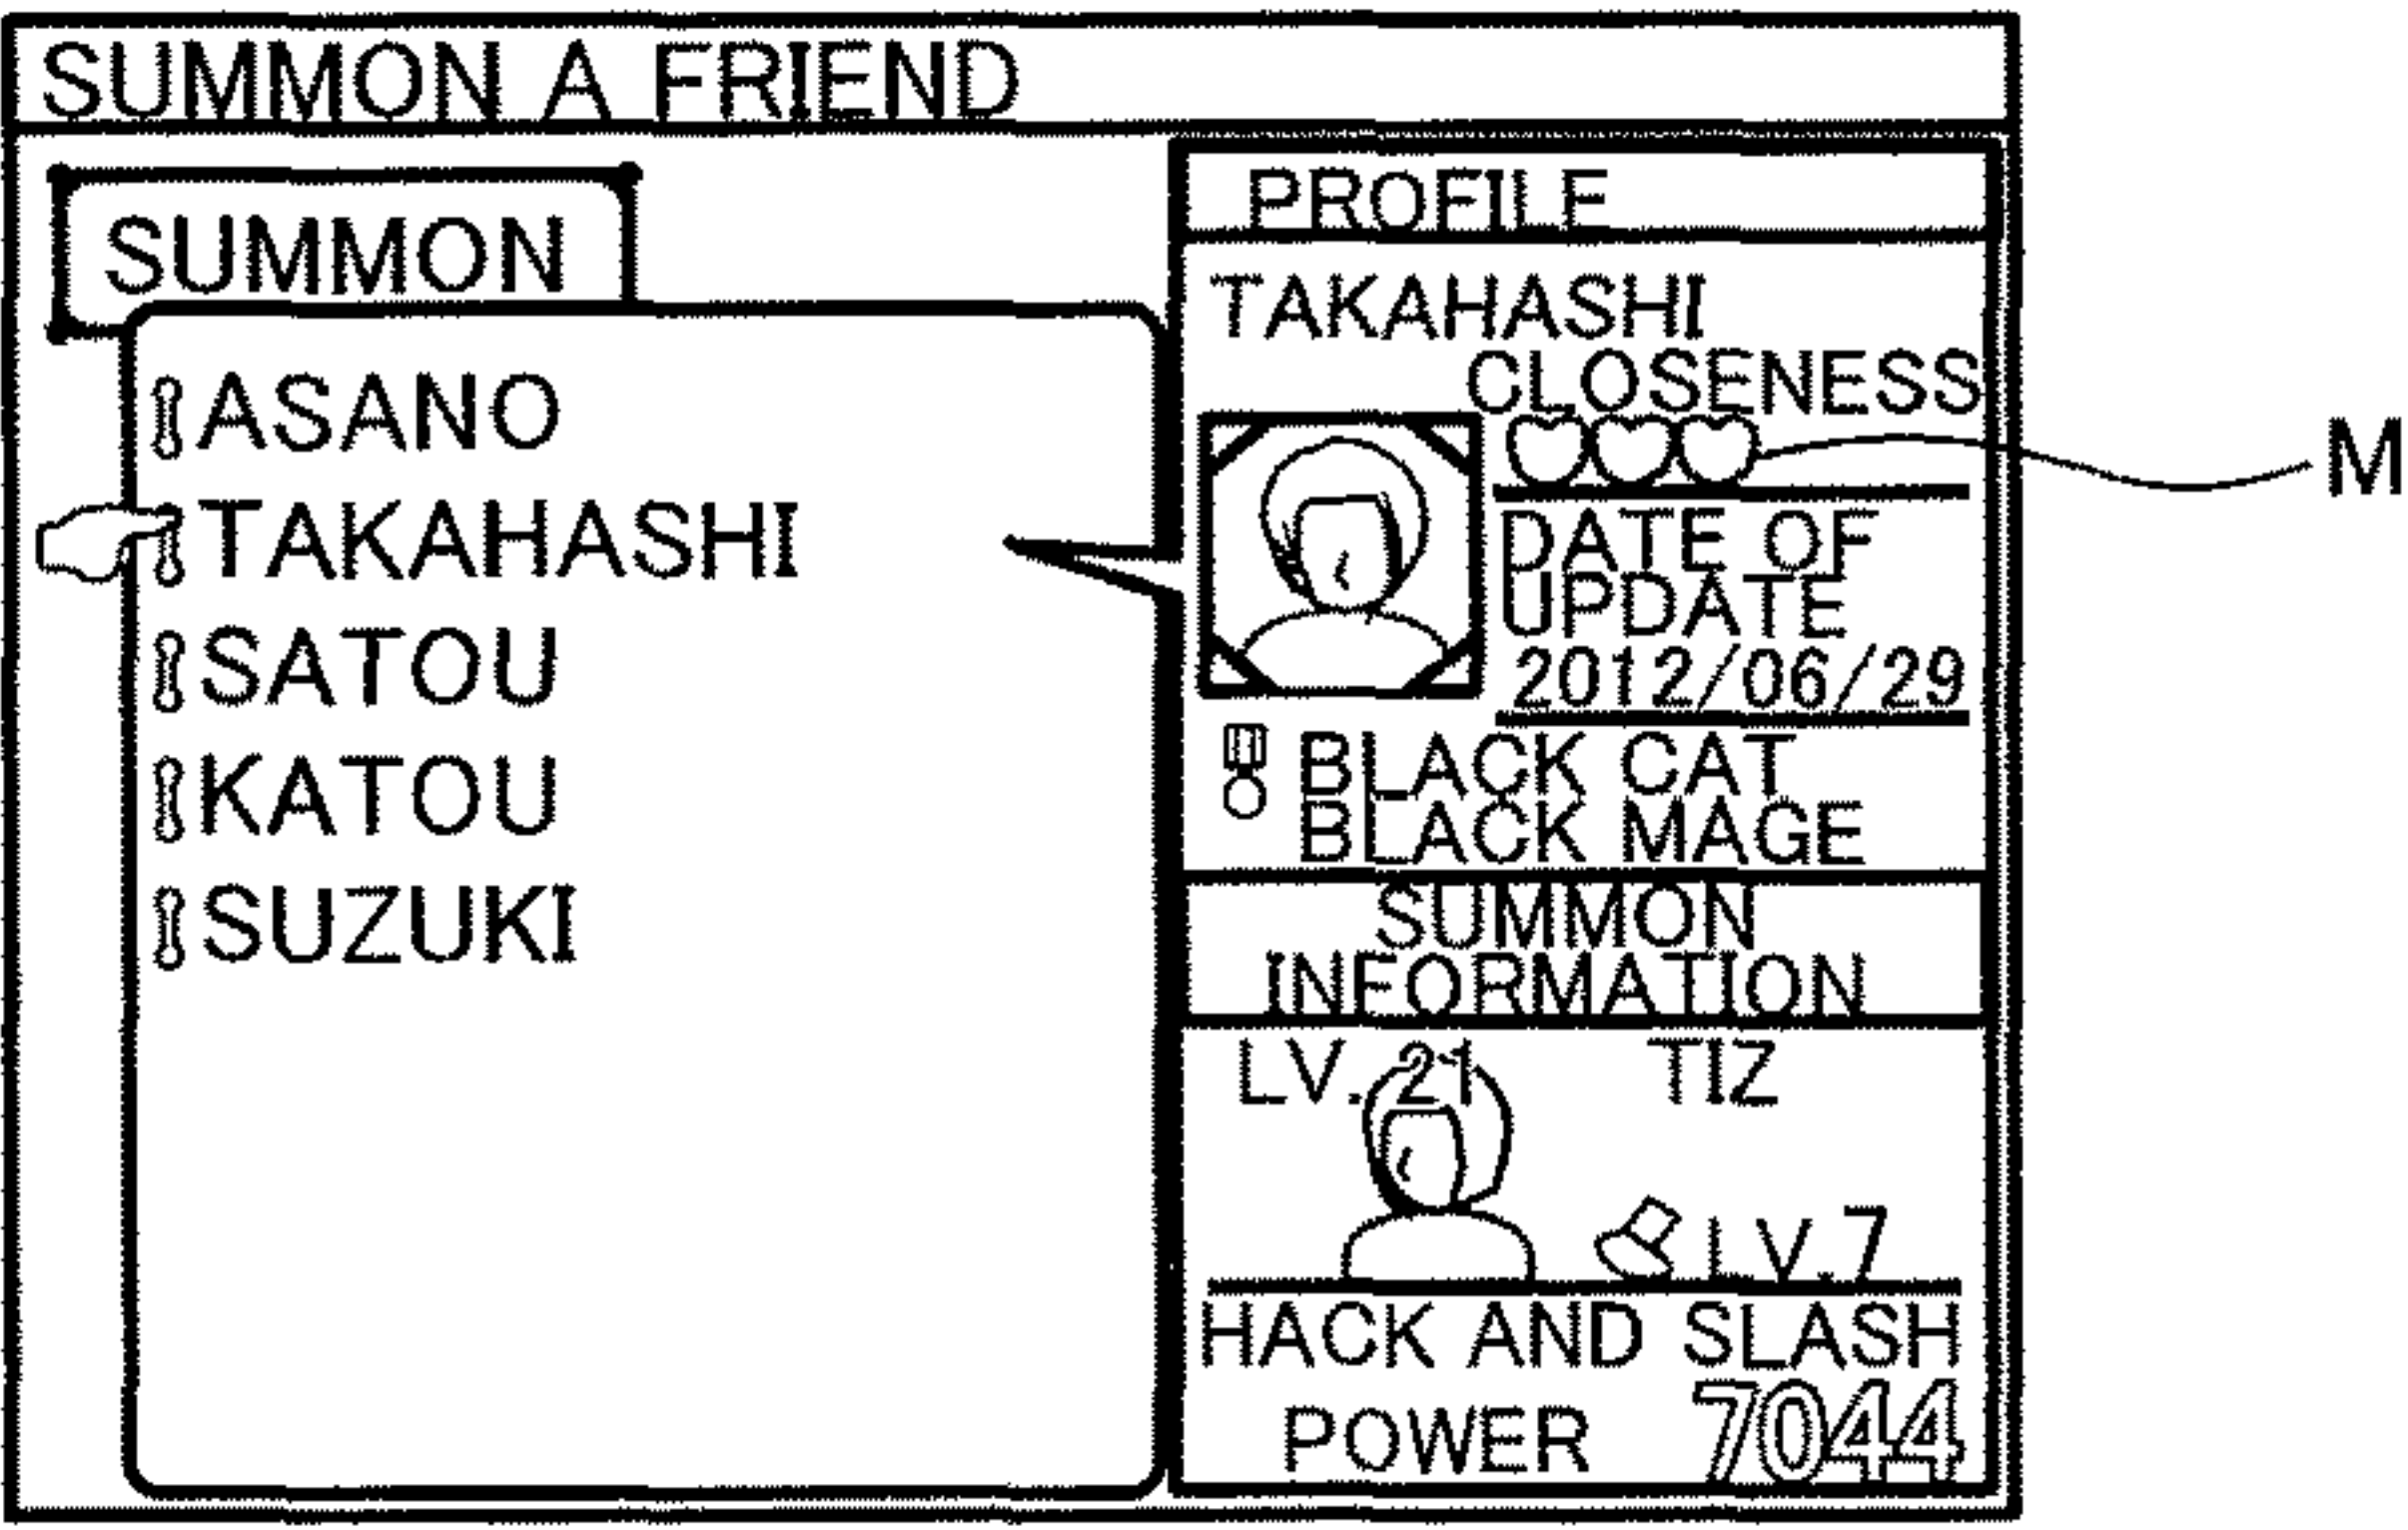 SUMMON A FRIEND
SUMMON
ASANO
TAKAHASHI
SATOU
KATOU
SUZUKI
PROFILE
TAKAHASHI
CLOSENESS
M
DATE OF
UPDATE
2012/06/29
BLACK CAT
BLACK MAGE
SUMMON
INFORMATION
LV. 21 TIZ
LV.7
HACK AND SLASH
POWER 7044